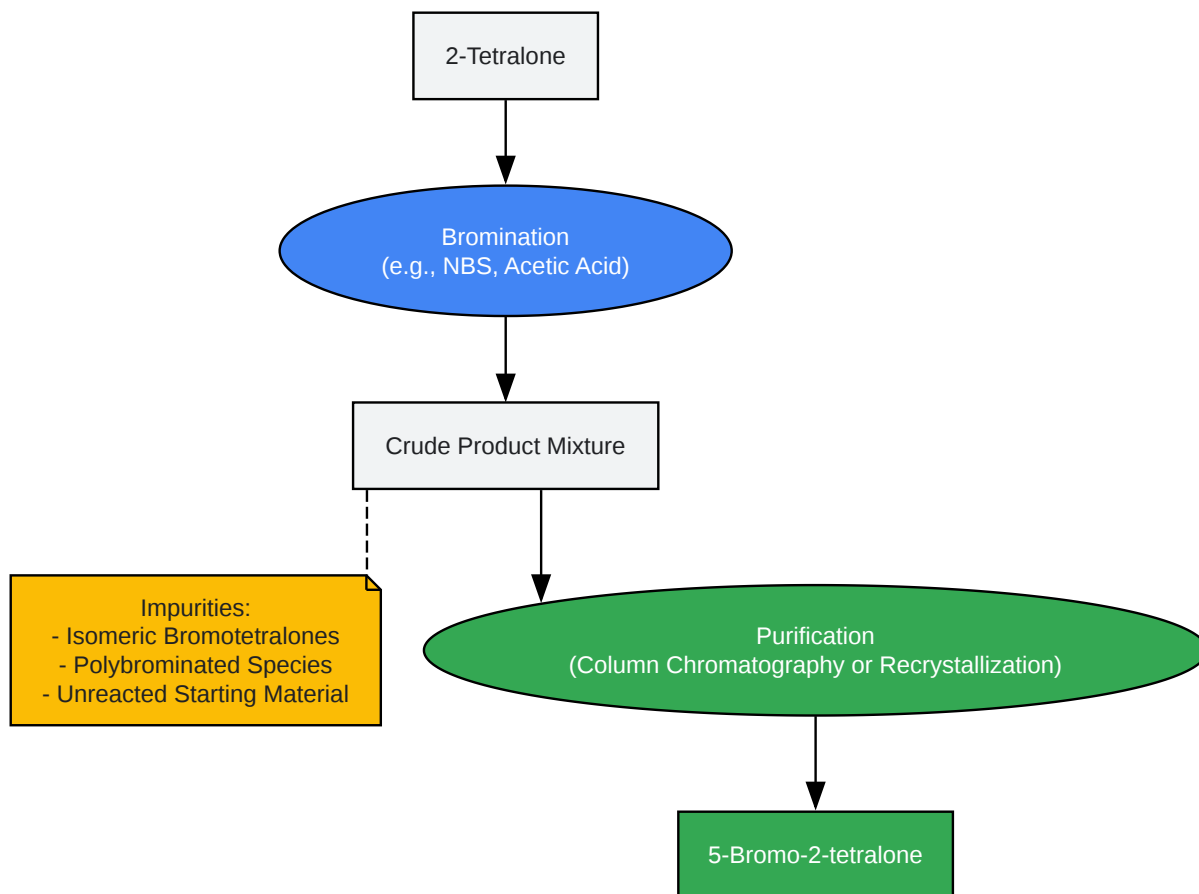 2-Tetralone
Bromination
(e.g., NBS, Acetic Acid)
Crude Product Mixture
Impurities:
- Isomeric Bromotetralones
- Polybrominated Species
- Unreacted Starting Material
Purification
(Column Chromatography or Recrystallization)
5-Bromo-2-tetralone